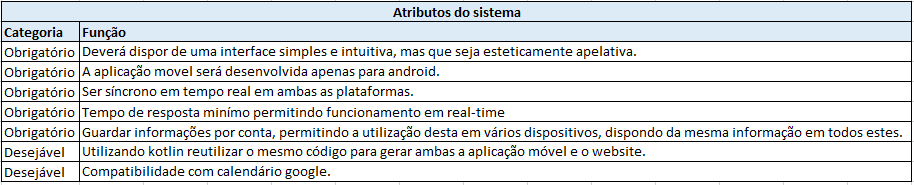 Atributos do sistema
Categoria Função
Obrigatório Deverá dispor de uma interface simples e intuitiva, mas que seja esteticamente apelativa.
Obrigatório A aplicação movel será desenvolvida apenas para android.
Obrigatório Ser síncrono em tempo real em ambas as plataformas.
Obrigatório Tempo de resposta minímo permitindo funcionamento em real-time
Obrigatório Guardar informações por conta, permitindo a utilização desta em vários dispositivos, dispondo da mesma informação em todos estes.
Desejável Utilizando kotlin reutilizar o mesmo código para gerar ambas a aplicação móvel e o website.
Desejável Compatibilidade com calendário google.